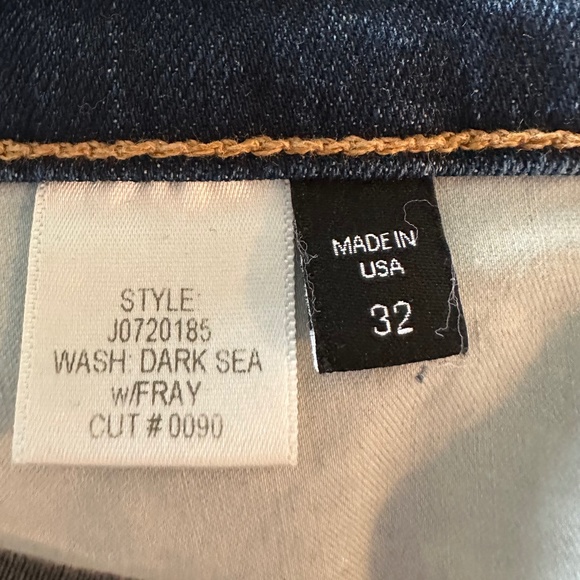 STYLE:
J0720185
WASH: DARK SEA
w/FRAY
CUT # 0090
MADE IN
USA
32